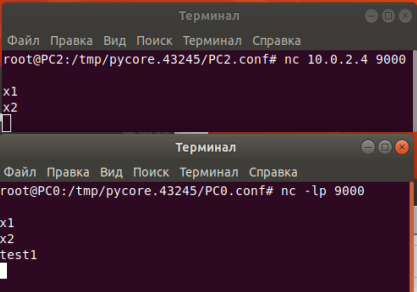 Терминал
Файл Правка Вид Поиск Терминал Справка
root@PC2:/tmp/pycore.43245/PC2.conf# nc 10.0.2.4 9000
x1
x2
Терминал
Файл Правка Вид Поиск Терминал Справка
root@PC0:/tmp/pycore.43245/PC0.conf# nc -lp 9000
x1
x2
test1